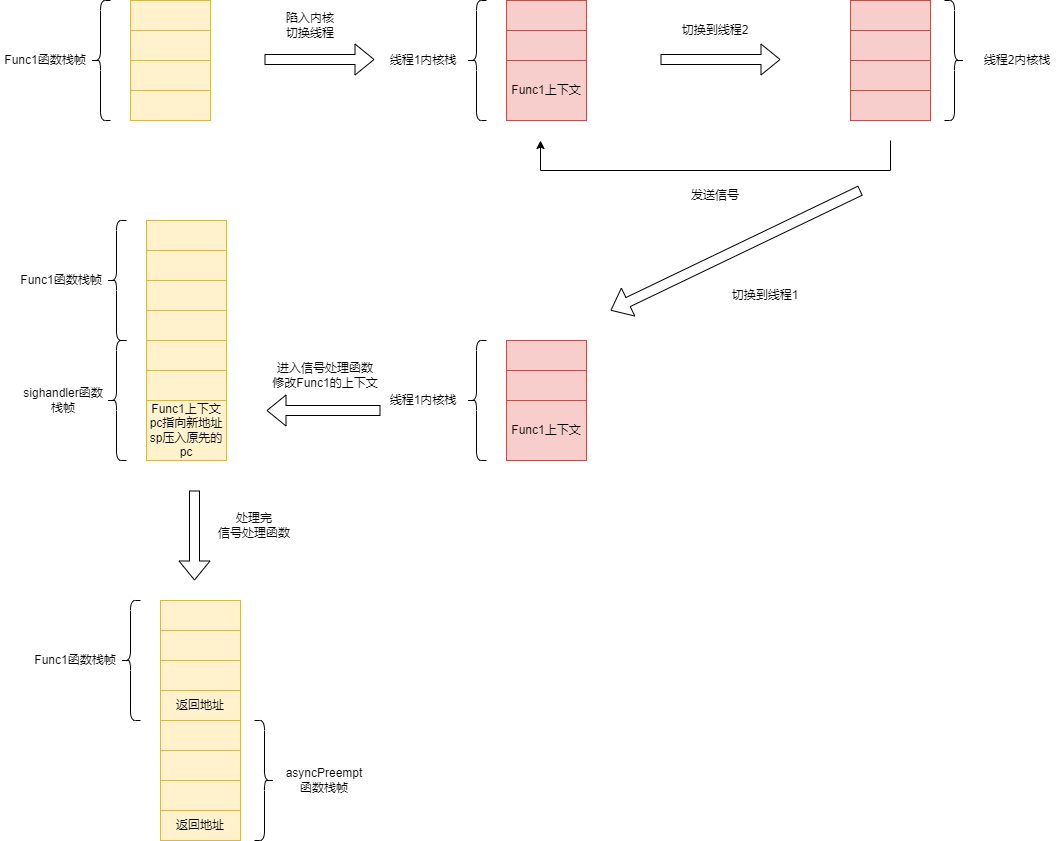 Func1函数栈帧
陷入内核
切换线程
线程1内核栈
Func1上下文
切换到线程2
线程2内核栈
发送信号
切换到线程1
Func1函数栈帧
sighandler函数
栈帧
Func1上下文
pc指向新地址
sp压入原先的
pc
进入信号处理函数
修改Func1的上下文
线程1内核栈
Func1上下文
处理完
信号处理函数
Func1函数栈帧
返回地址
asyncPreempt
函数栈帧
返回地址